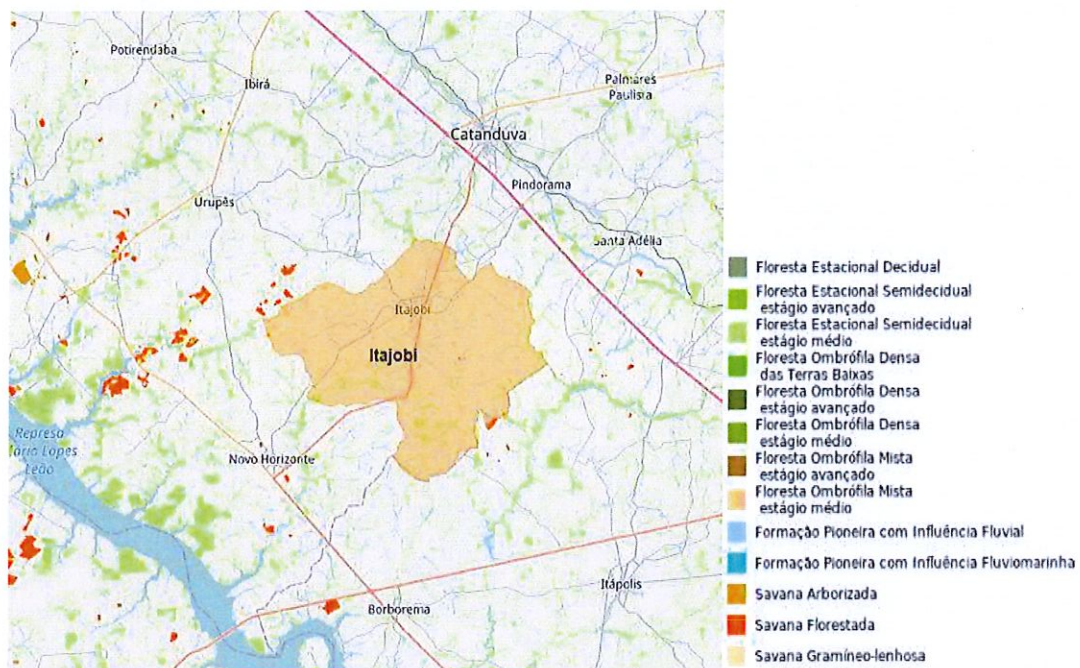 Potirendaba
Ibirá
Palmares
Paulista
Catanduva
Pindorama
Urupês
Santa Adélia
Itajobi
Itajobi
Represa
Mário Lopes
Leão
Novo Horizonte
Itápolis
Borborema
Floresta Estacional Decidual
Floresta Estacional Semidecidual
estágio avançado
Floresta Estacional Semidecidual
estágio médio
Floresta Ombrófila Densa
das Terras Baixas
Floresta Ombrófila Densa
estágio avançado
Floresta Ombrófila Densa
estágio médio
Floresta Ombrófila Mista
estágio avançado
Floresta Ombrófila Mista
estágio médio
Formação Pioneira com Influência Fluvial
Formação Pioneira com Influência Fluviomarinha
Savana Arborizada
Savana Florestada
Savana Gramíneo-lenhosa